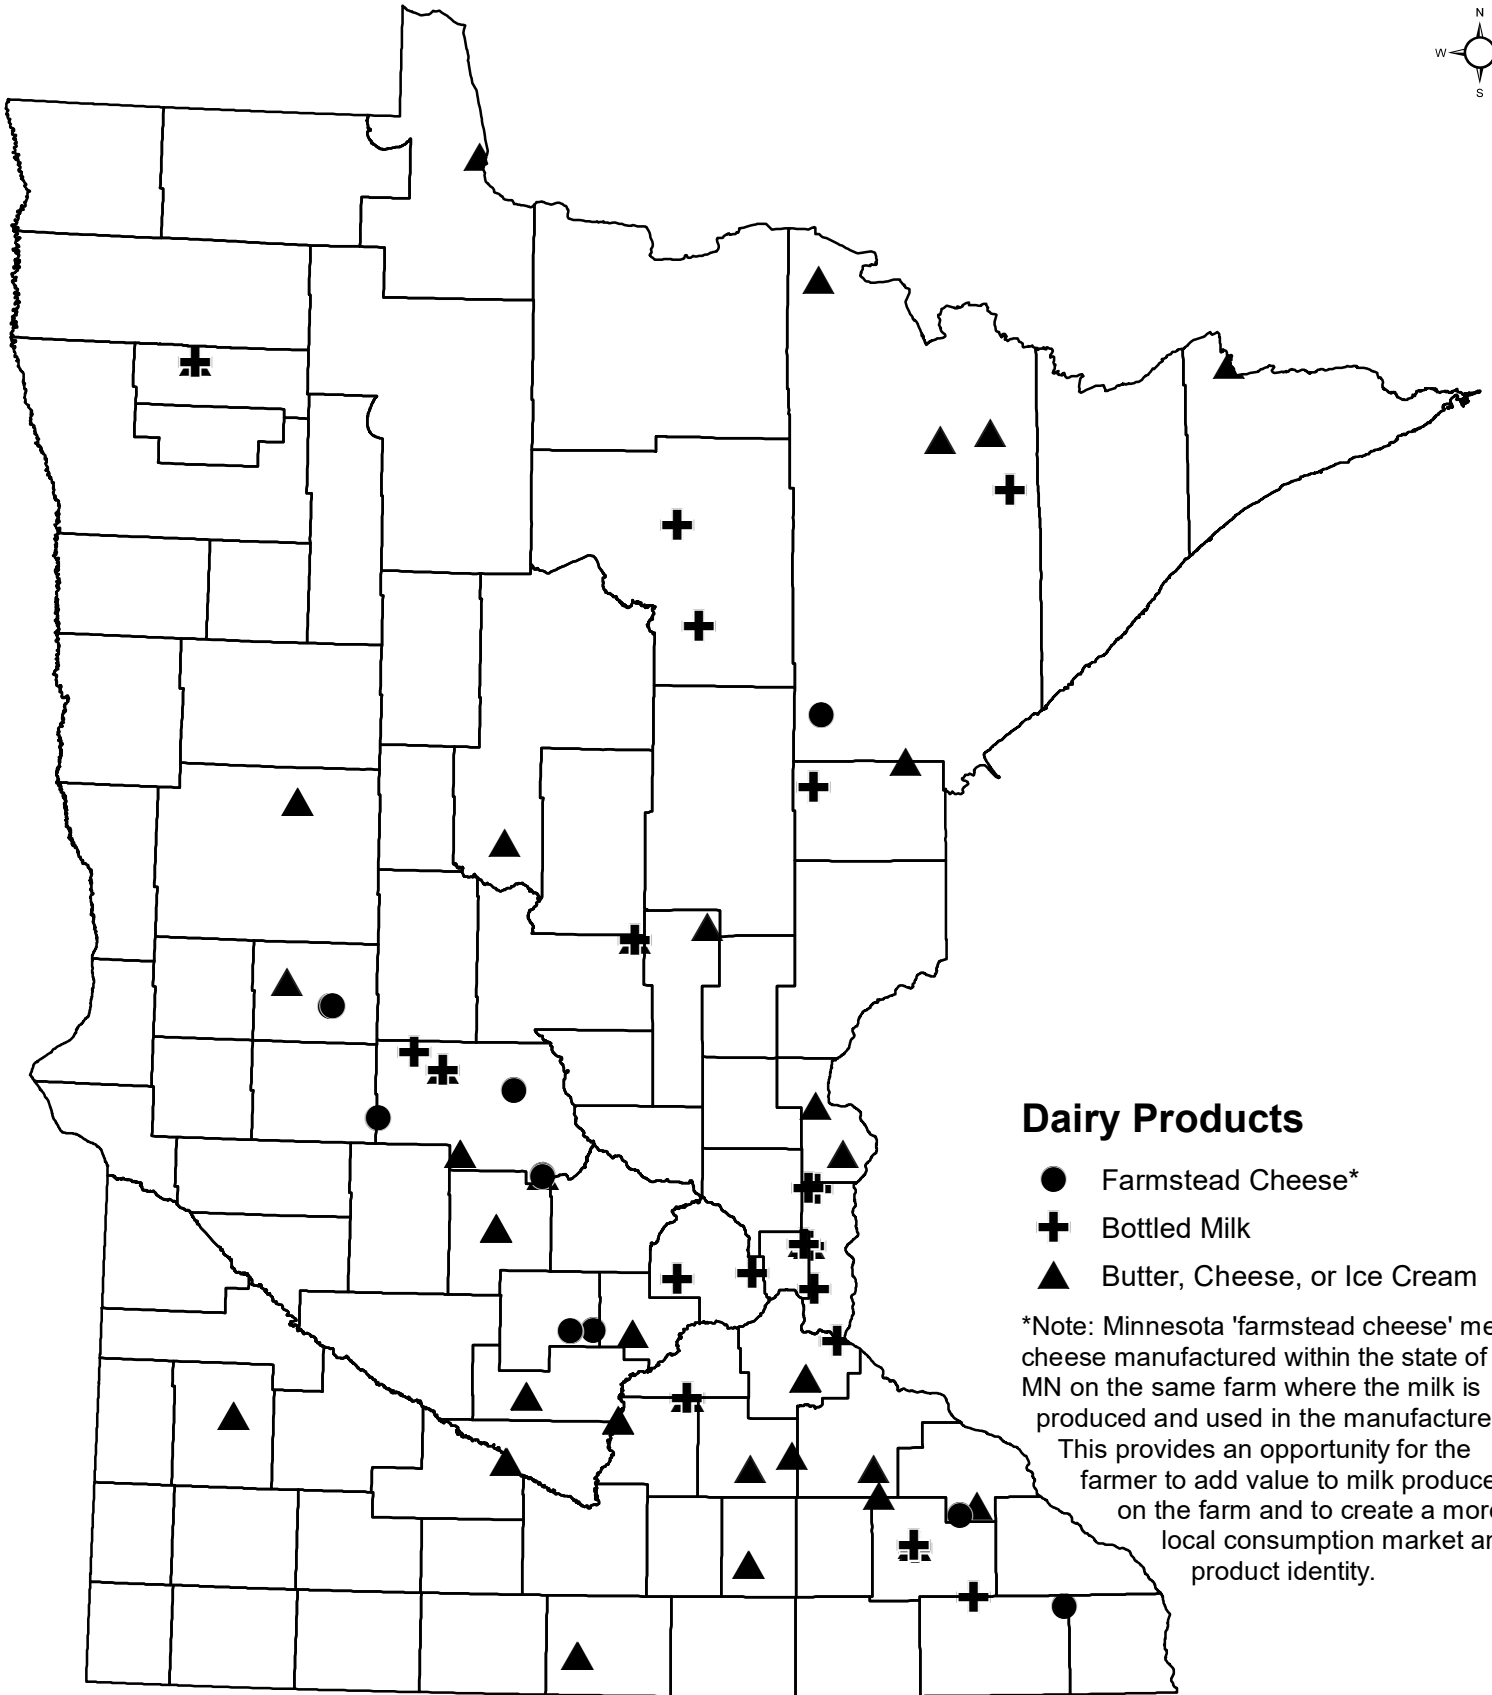 N
W
S
Dairy Products
Farmstead Cheese*
Bottled Milk
Butter, Cheese, or Ice Cream
*Note: Minnesota 'farmstead cheese' me
cheese manufactured within the state of
MN on the same farm where the milk is
produced and used in the manufacture
This provides an opportunity for the
farmer to add value to milk produce
on the farm and to create a more
local consumption market an
product identity.